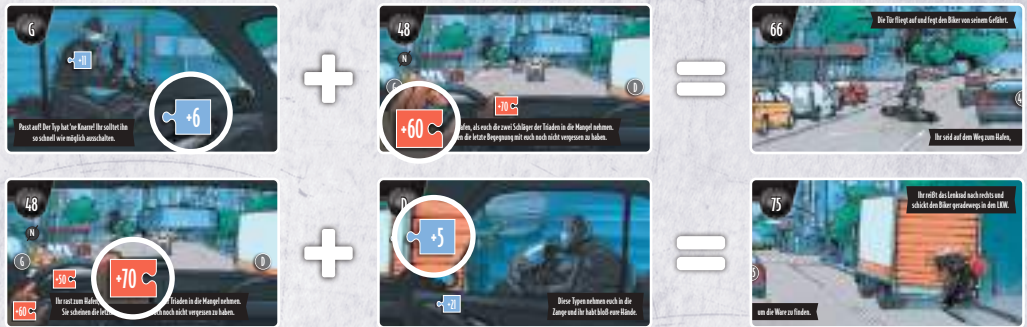 G
+11
+6
Passt auf! Der Typ hat 'ne Knarre! Ihr solltet ihn
so schnell wie möglich ausschalten.
+
48
N
G
D
+60
+70
afen, als euch die zwei Schläger der Triaden in die Mangel nehmen.
en die letzte Begegnung mit euch noch nicht vergessen zu haben.
=
66
Die Tür fliegt auf und fegt den Biker von seinem Gefährt.
Ihr seid auf dem Weg zum Hafen,
48
N
G
D
+50
+60
+70
Ihr rast zum Hafen, Triaden in die Mangel nehmen.
Sie scheinen die letz noch nicht vergessen zu haben.
+
D
+5
+21
Diese Typen nehmen euch in die
Zange und ihr habt bloß eure Hände.
=
75
Ihr reißt das Lenkrad nach rechts und
schickt den Biker geradewegs in den LKW.
um die Ware zu finden.